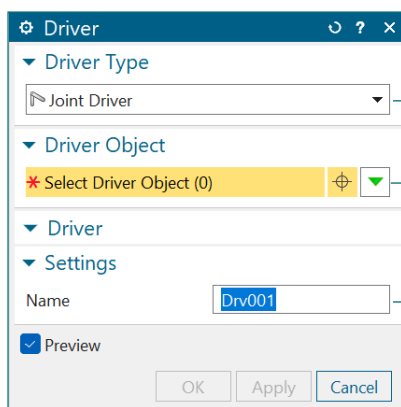 Driver
?
Driver Type
Joint Driver
Driver Object
* Select Driver Object (0)
Driver
Settings
Name Drv001
Preview
OK Apply Cancel